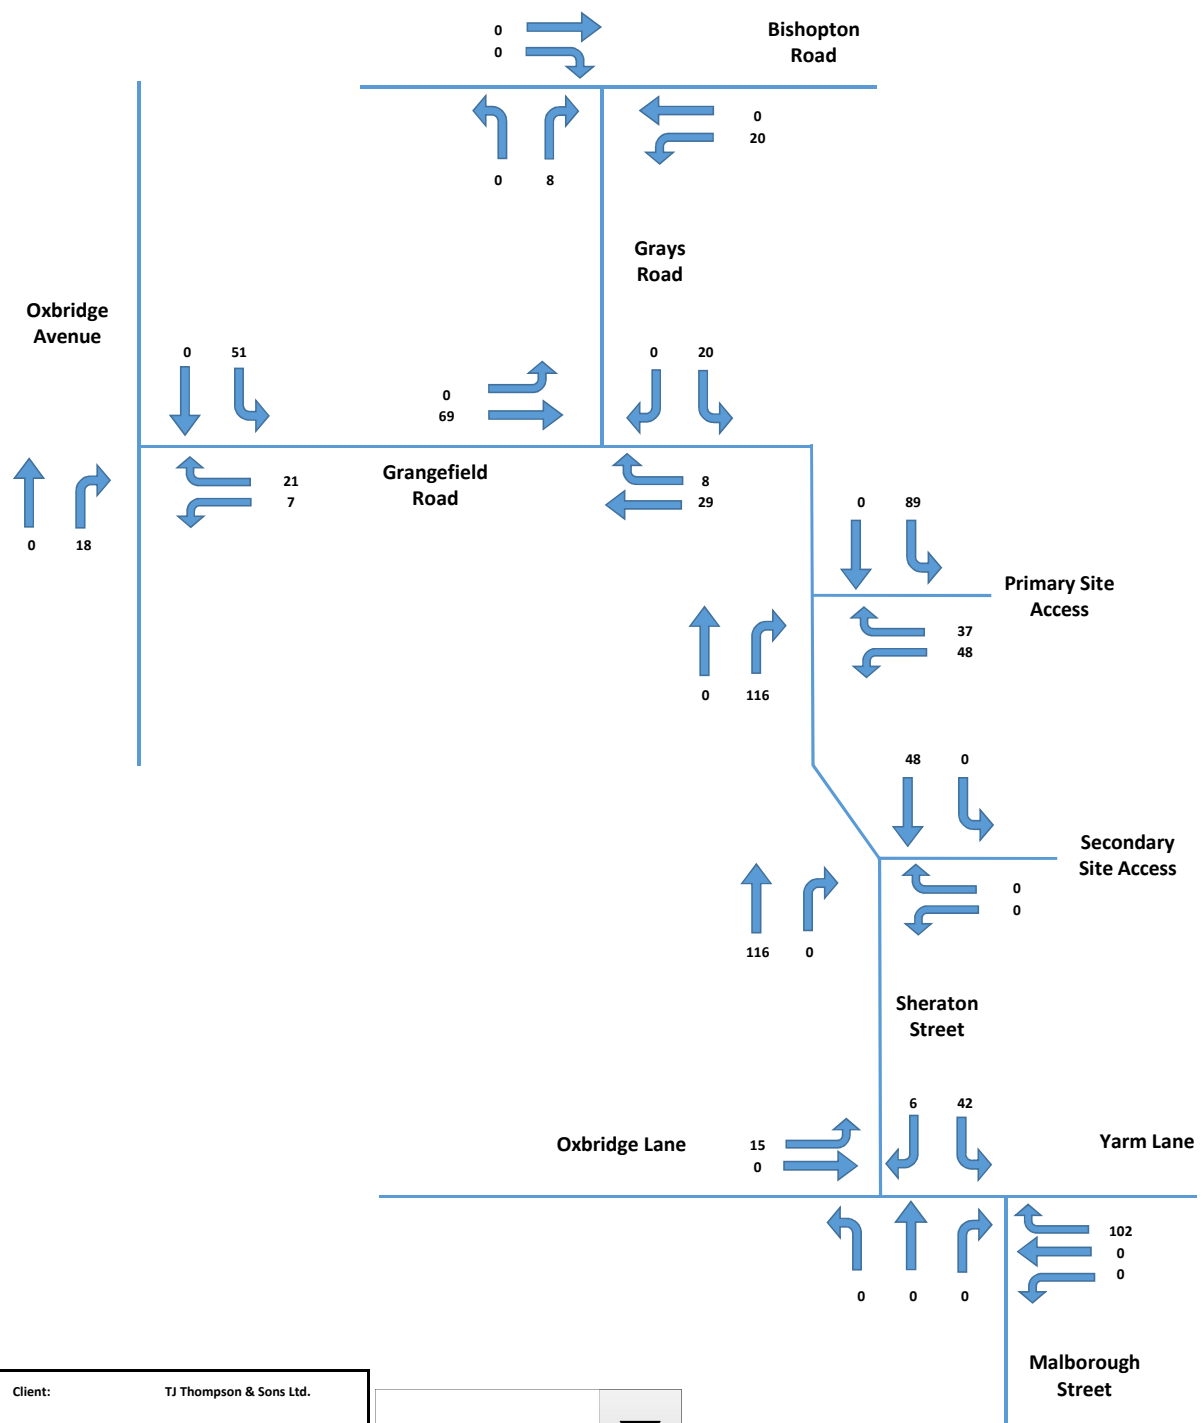 0
Bishopton
Road
0
0
20
0 8
Grays
Road
Oxbridge
Avenue
0 51
0
69
0 20
21
7
Grangefield
Road
8
29
0 18
0 89
Primary Site
Access
37
48
0 116
48 0
Secondary
Site Access
0
0
116 0
Sheraton
Street
6 42
Oxbridge Lane
15
0
Yarm Lane
102
0
0
0 0 0
Malborough
Street
Client: TJ Thompson & Sons Ltd.